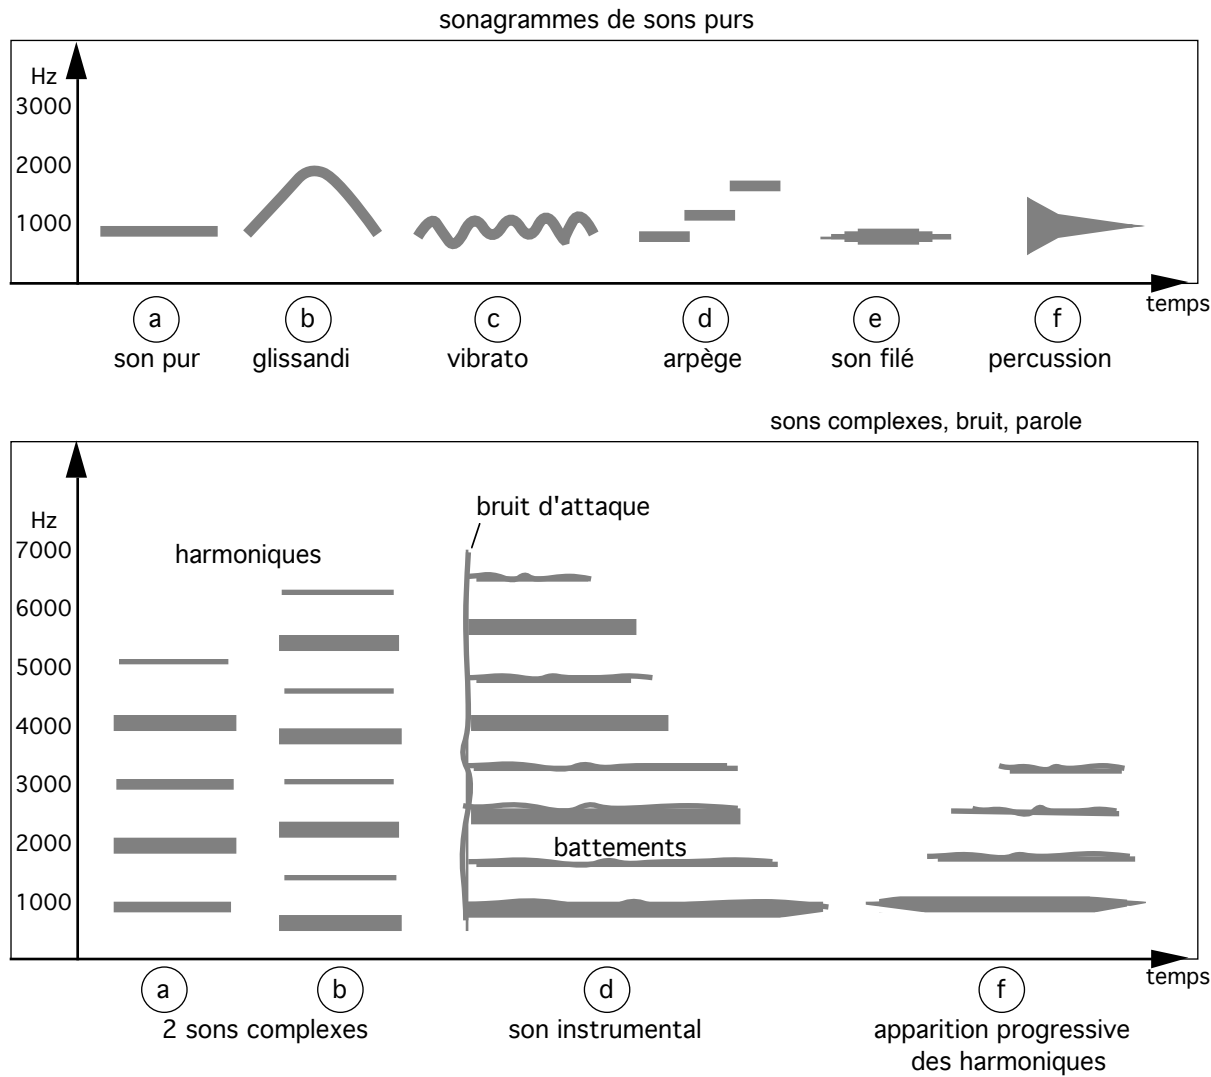 sonagrammes de sons purs
Hz
3000
2000
1000
temps
a b c d e f
son pur glissandi vibrato arpège son filé percussion
sons complexes, bruit, parole
bruit d'attaque
Hz
7000
harmoniques
6000
5000
4000
3000
2000
battements
1000
temps
a b d f
2 sons complexes son instrumental apparition progressive
des harmoniques